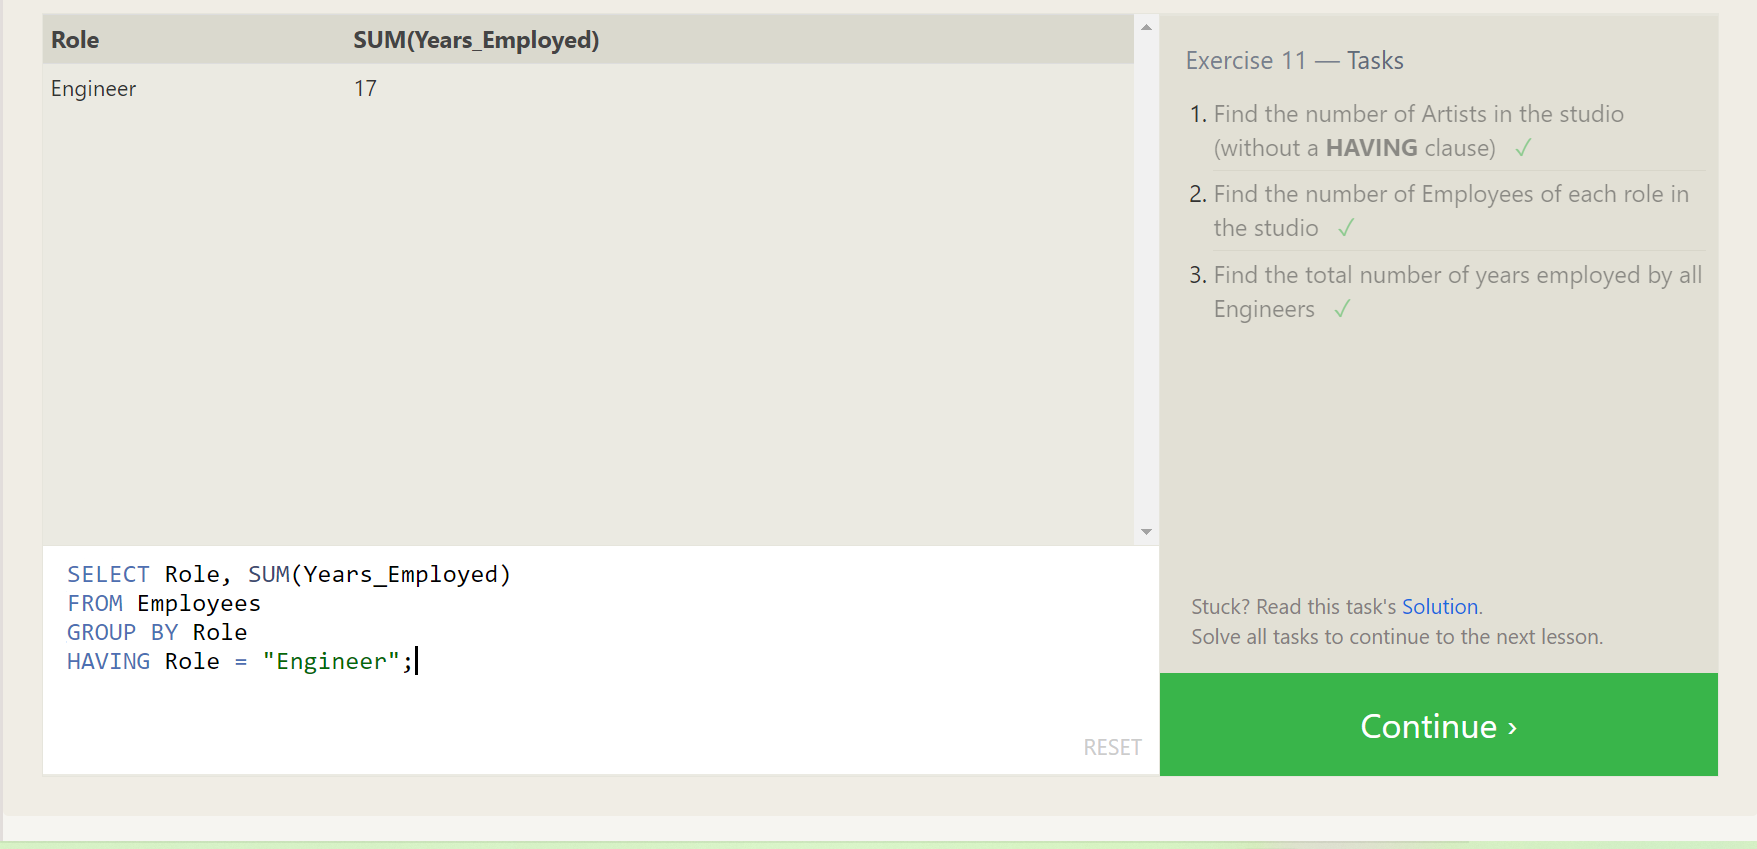 Role SUM(Years_Employed)
Engineer 17
SELECT Role, SUM(Years_Employed)
FROM Employees
GROUP BY Role
HAVING Role = "Engineer";
RESET
Exercise 11 — Tasks
1. Find the number of Artists in the studio
(without a HAVING clause) ✓
2. Find the number of Employees of each role in
the studio ✓
3. Find the total number of years employed by all
Engineers ✓
Stuck? Read this task's Solution.
Solve all tasks to continue to the next lesson.
Continue ›